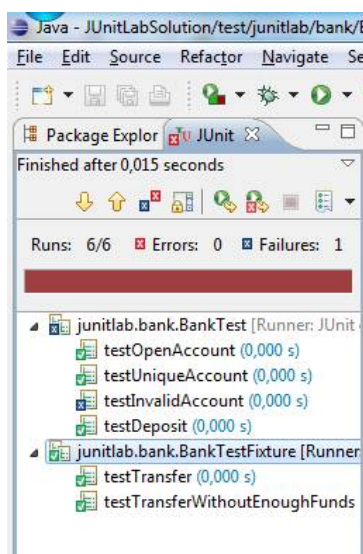 Java - JUnitLabSolution/test/junitlab/bank/B
File Edit Source Refactor Navigate Se
Package Explor JUnit
Finished after 0,015 seconds
Runs: 6/6 Errors: 0 Failures: 1
junitlab.bank.BankTest [Runner: JUnit
testOpenAccount (0,000 s)
testUniqueAccount (0,000 s)
testInvalidAccount (0,000 s)
testDeposit (0,000 s)
junitlab.bank.BankTestFixture [Runner
testTransfer (0,000 s)
testTransferWithoutEnoughFunds